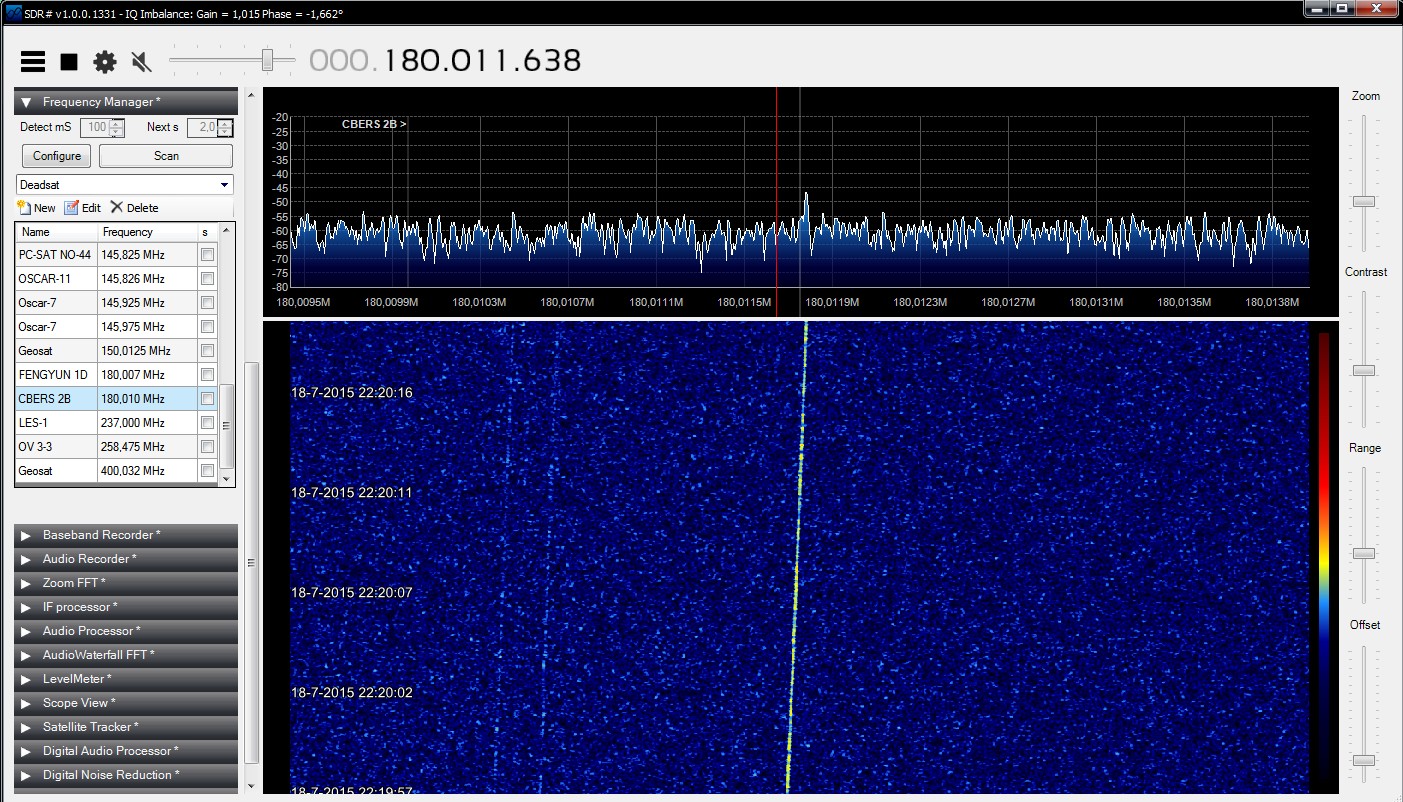 SDR# v1.0.0.1331 - IQ Imbalance: Gain = 1,015 Phase = -1,662°
000.180.011.638
Frequency Manager *
Detect mS 100 Next s 2,0
Configure Scan
Deadsat
New Edit Delete
Name Frequency s
PC-SAT NO-44 145,825 MHz
OSCAR-11 145,826 MHz
Oscar-7 145,925 MHz
Oscar-7 145,975 MHz
Geosat 150,0125 MHz
FENGYUN 1D 180,007 MHz
CBERS 2B 180,010 MHz
LES-1 237,000 MHz
OV 3-3 258,475 MHz
Geosat 400,032 MHz
Baseband Recorder *
Audio Recorder *
Zoom FFT *
IF processor *
Audio Processor *
AudioWaterfall FFT *
LevelMeter *
Scope View *
Satellite Tracker *
Digital Audio Processor *
Digital Noise Reduction *
CBERS 2B >
-20
-25
-30
-35
-40
-45
-50
-55
-60
-65
-70
-75
-80
180,0095M 180,0099M 180,0103M 180,0107M 180,0111M 180,0115M 180,0119M 180,0123M 180,0127M 180,0131M 180,0135M 180,0138M
18-7-2015 22:20:16
18-7-2015 22:20:11
18-7-2015 22:20:07
18-7-2015 22:20:02
18-7-2015 22:19:57
Zoom
Contrast
Range
Offset